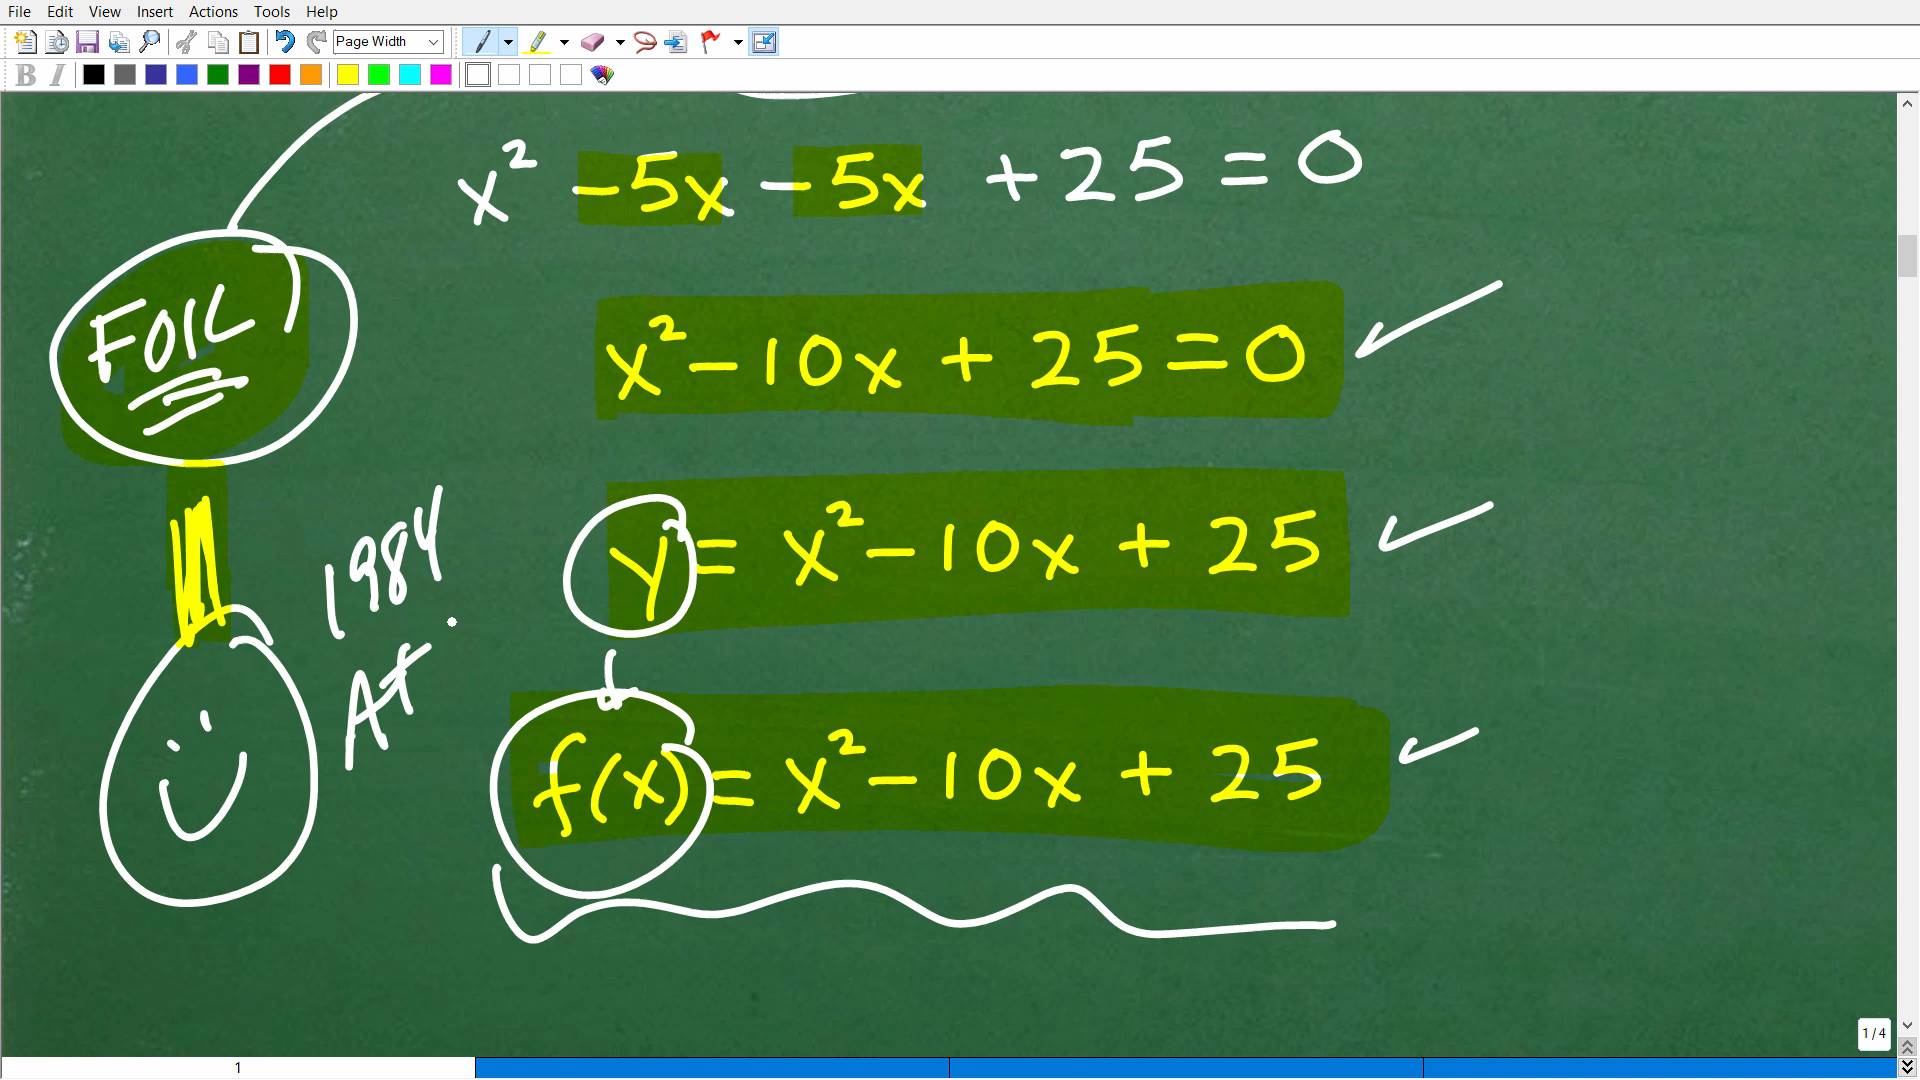 File Edit View Insert Actions Tools Help
Page Width
B I
x² -5x -5x +25=0
FOIL
x²-10x+25=0
1984
A+
y= x²-10x+25
f(x)= x²-10x+25
1/4
1